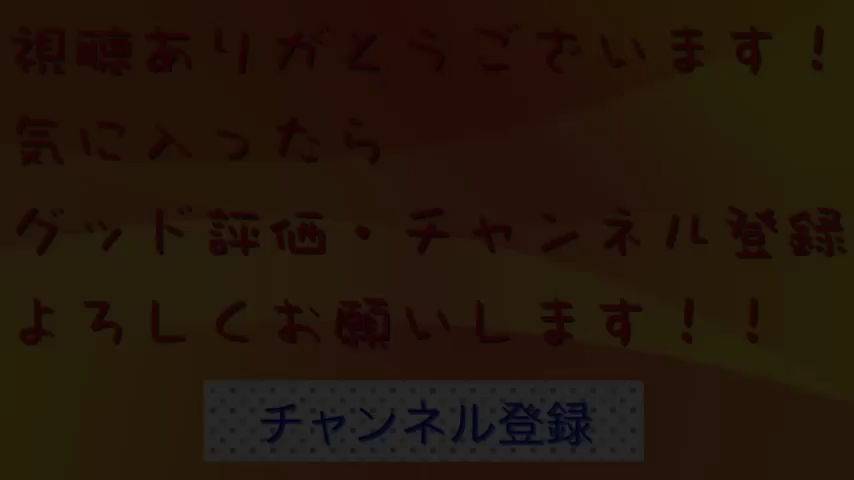 視聴ありがとうございます！
気に入ったら
グッド評価・チャンネル登録
よろしくお願いします！！
チャンネル登録